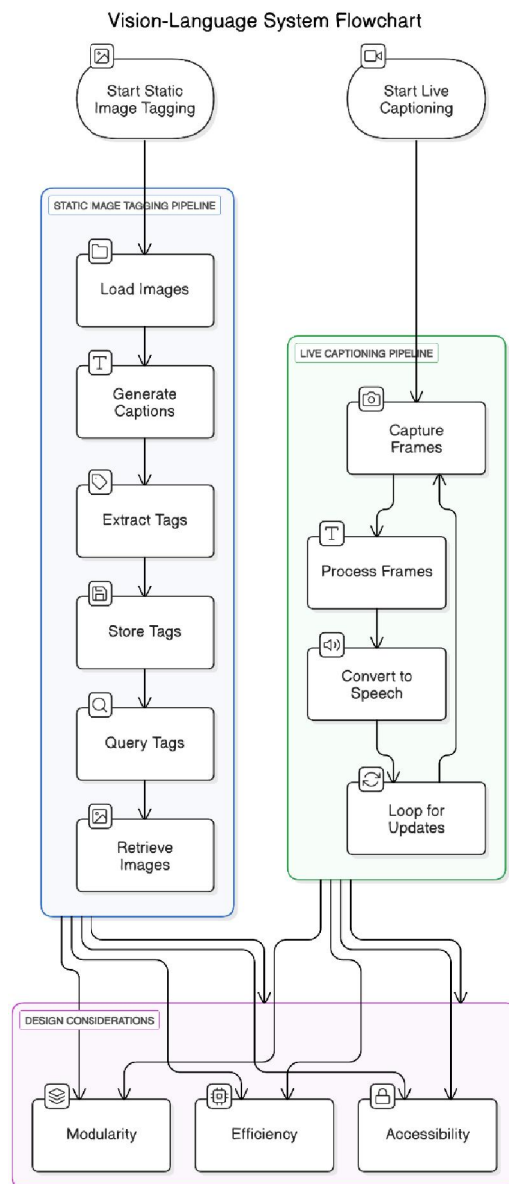 Vision-Language System Flowchart
Start Static
Image Tagging
Start Live
Captioning
STATIC IMAGE TAGGING PIPELINE
Load Images
Generate
Captions
Extract Tags
Store Tags
Query Tags
Retrieve
Images
LIVE CAPTIONING PIPELINE
Capture
Frames
Process Frames
Convert to
Speech
Loop for
Updates
DESIGN CONSIDERATIONS
Modularity
Efficiency
Accessibility